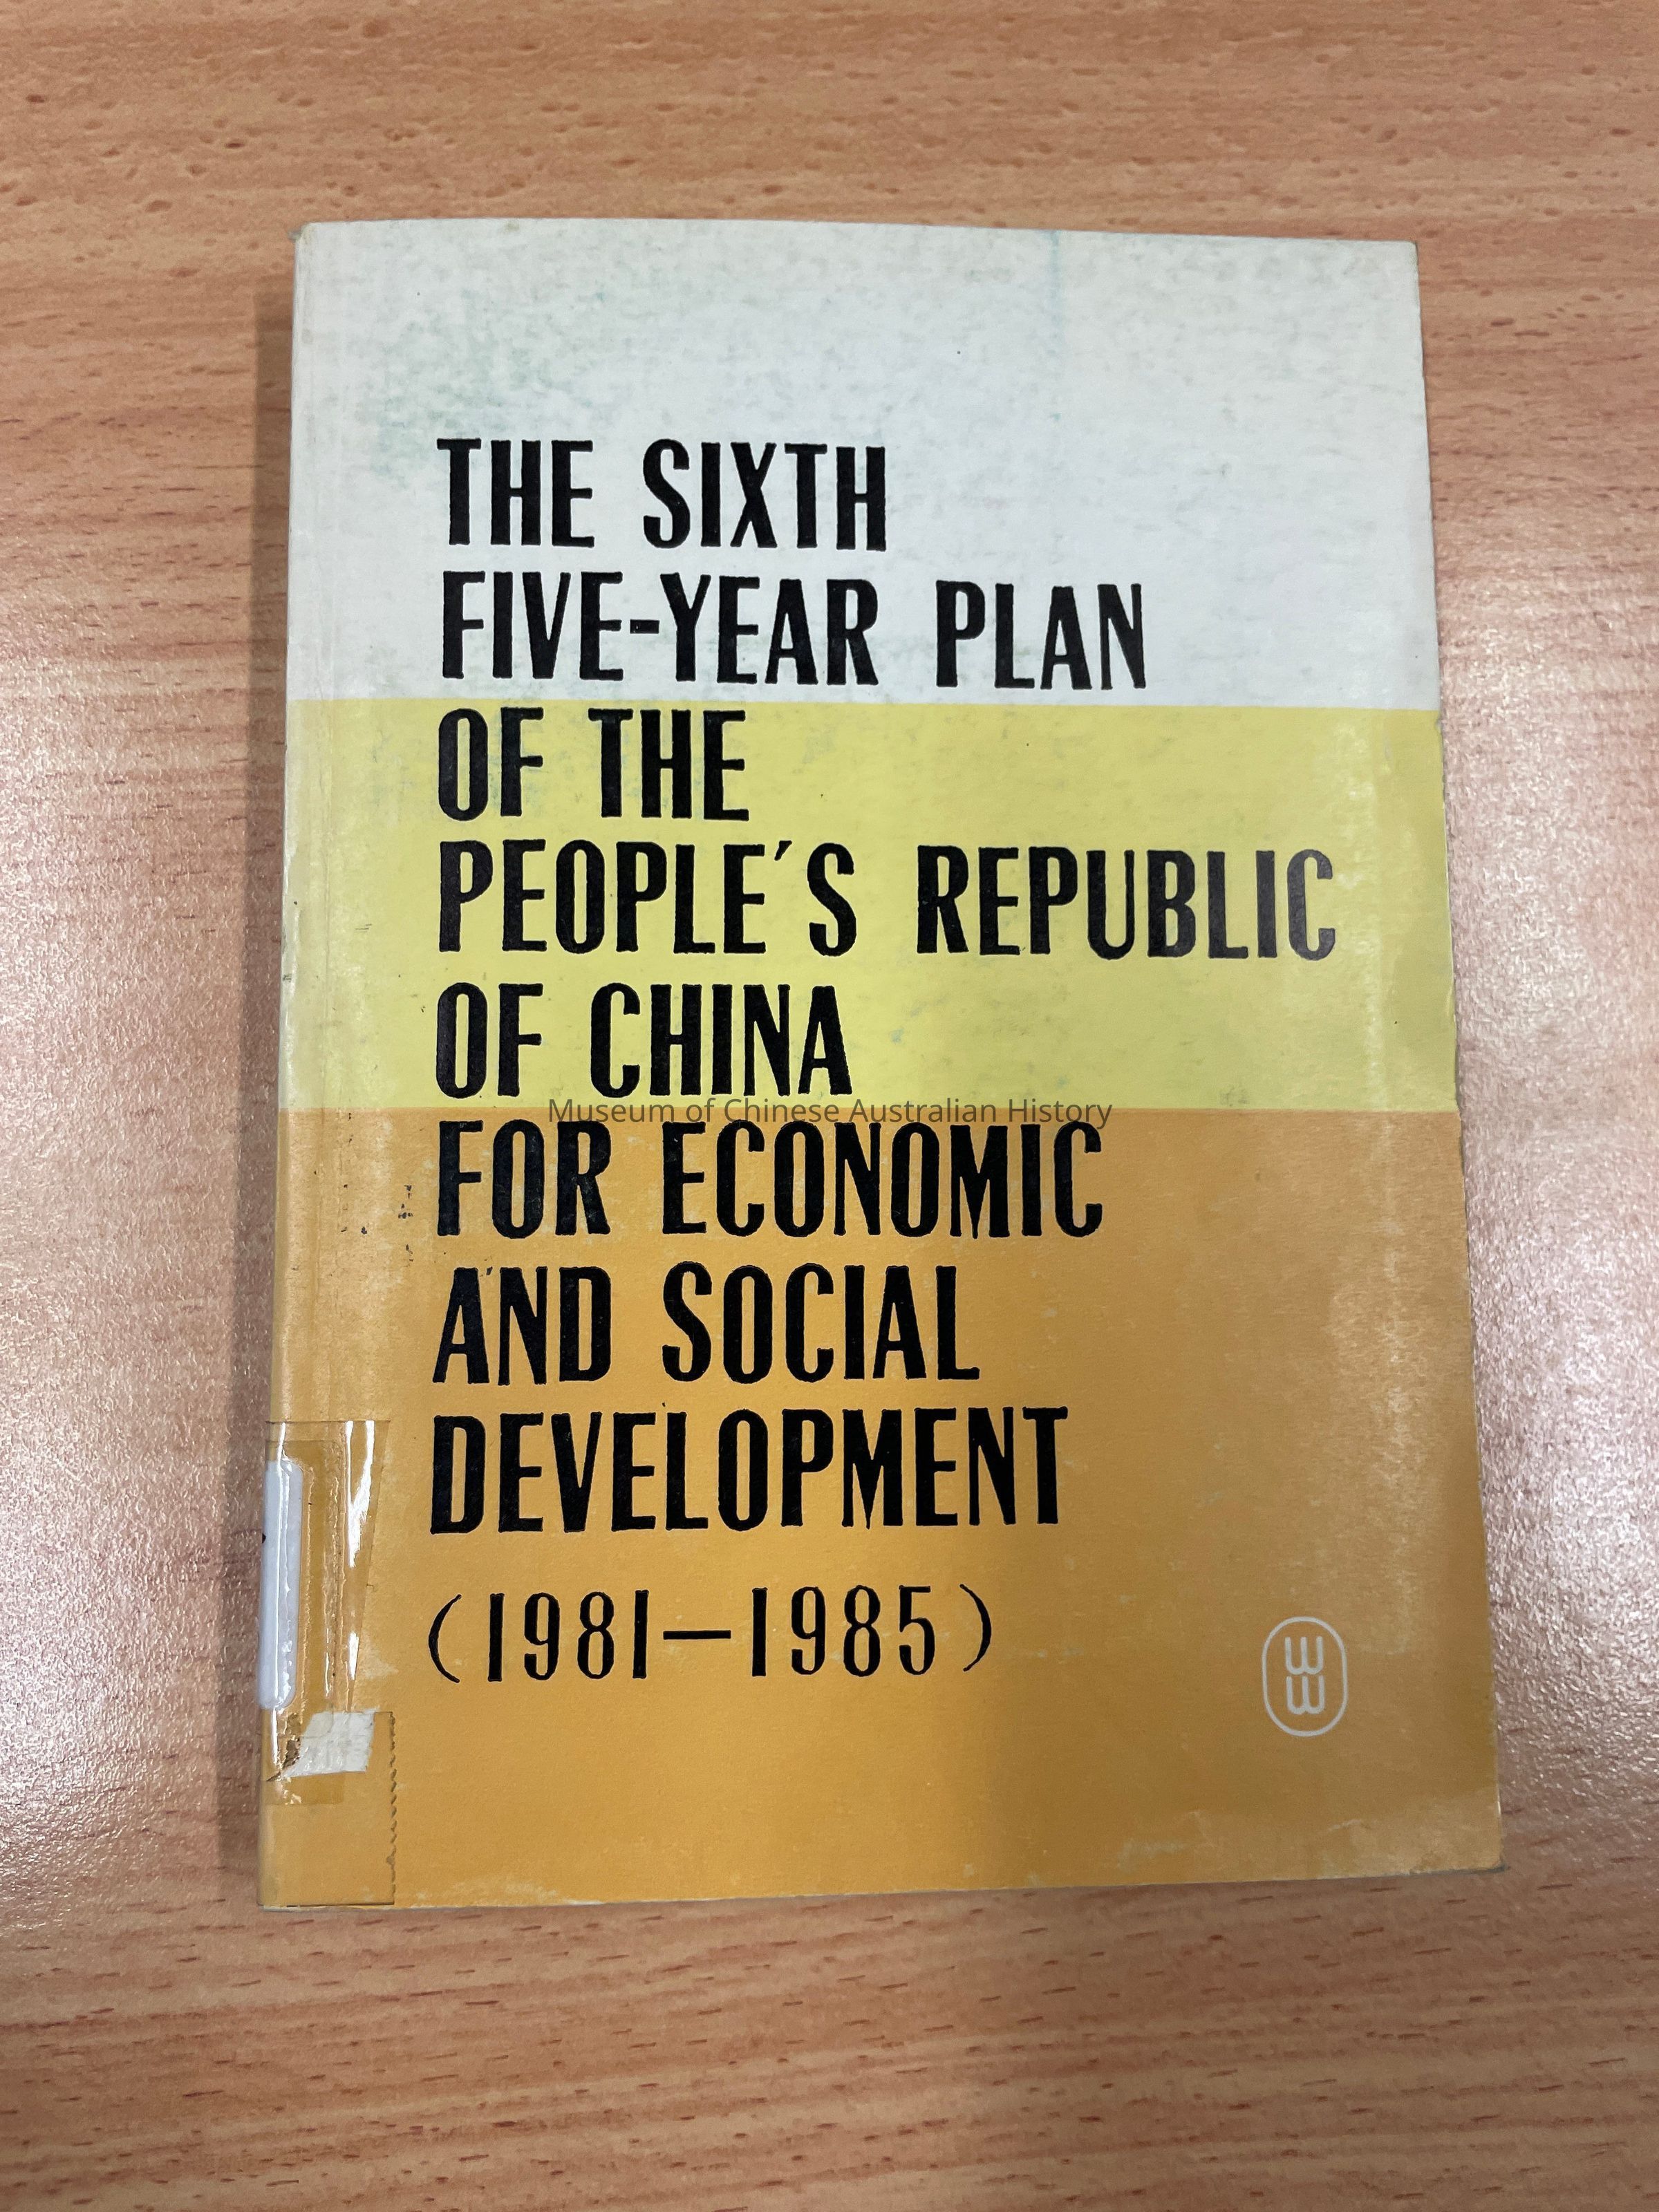 THE SIXTH
FIVE-YEAR PLAN
OF THE
PEOPLE'S REPUBLIC
OF CHINA
Museum of Chinese Australian History
FOR ECONOMIC
AND SOCIAL
DEVELOPMENT
(1981—1985)